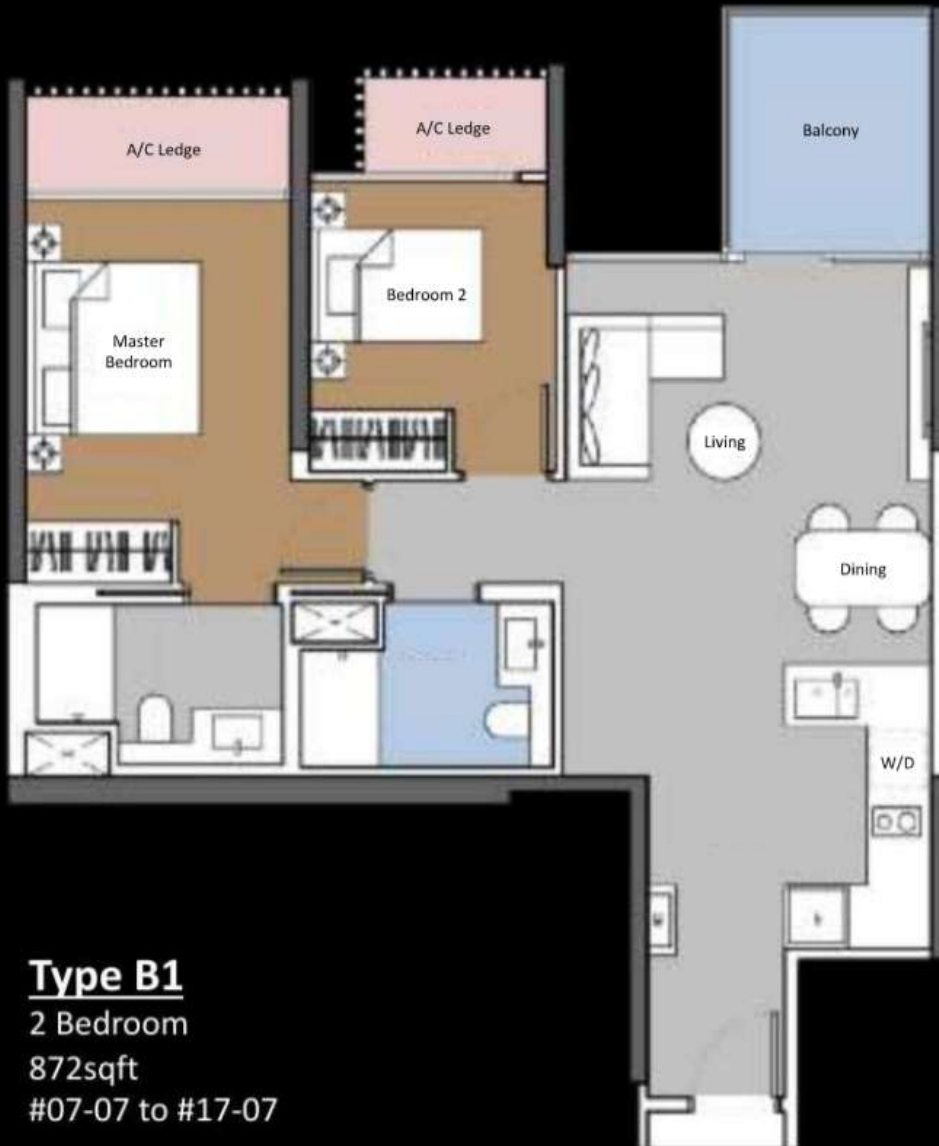 A/C Ledge
A/C Ledge
Balcony
Master
Bedroom
Bedroom 2
Living
Dining
W/D
Type B1
2 Bedroom
872sqft
#07-07 to #17-07